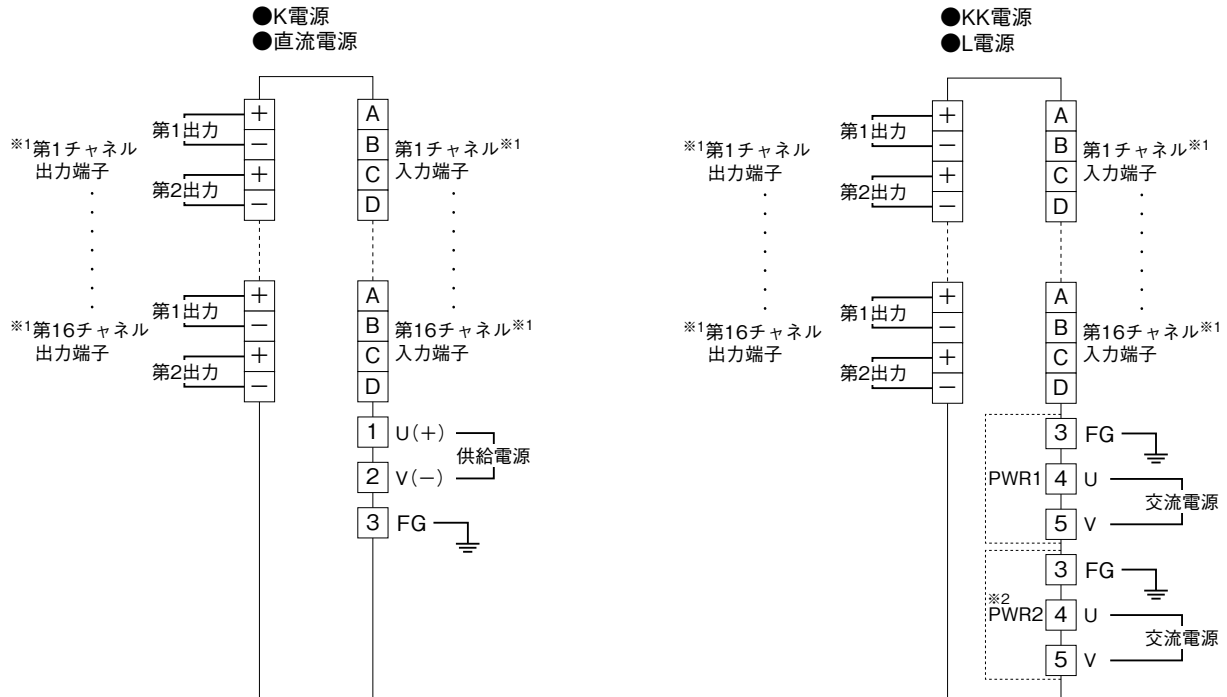 ●K電源
●直流電源
第1出力
※1第1チャネル
出力端子
第2出力
+
−
+
−
A
B
C
D
第1チャネル※1
入力端子
第1出力
※1第16チャネル
出力端子
第2出力
+
−
+
−
A
B
C
D
第16チャネル※1
入力端子
1 U(+)
供給電源
2 V(−)
3 FG
●KK電源
●L電源
第1出力
※1第1チャネル
出力端子
第2出力
+
−
+
−
A
B
C
D
第1チャネル※1
入力端子
第1出力
※1第16チャネル
出力端子
第2出力
+
−
+
−
A
B
C
D
第16チャネル※1
入力端子
3 FG
PWR1 4 U
交流電源
5 V
3 FG
※2
PWR2 4 U
交流電源
5 V